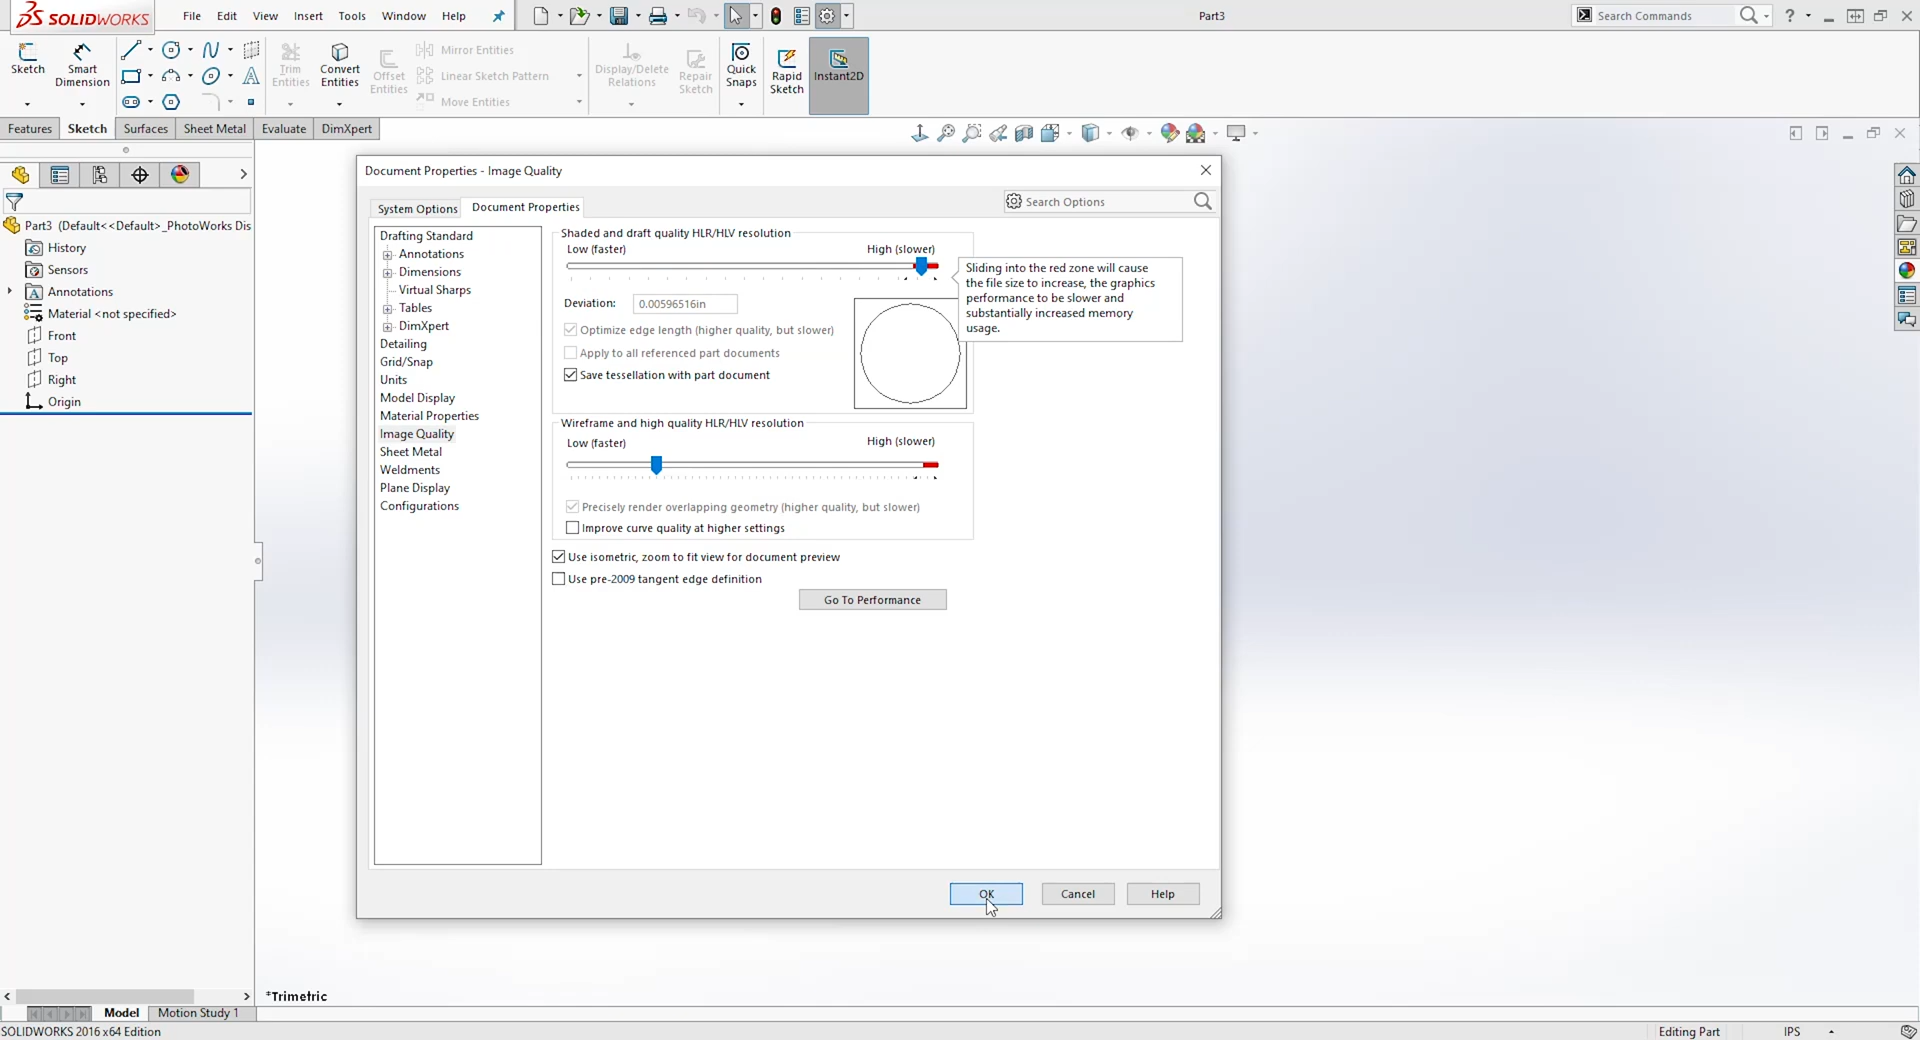 SOLIDWORKS
File Edit View Insert Tools Window Help
Part3
Search Commands
?
Sketch
Smart Dimension
Trim Entities
Convert Entities
Offset Entities
Mirror Entities
Linear Sketch Pattern
Move Entities
Display/Delete Relations
Repair Sketch
Quick Snaps
Rapid Sketch
Instant2D
Features Sketch Surfaces Sheet Metal Evaluate DimXpert
Part3 (Default<<Default>_PhotoWorks Dis
History
Sensors
Annotations
Material <not specified>
Front
Top
Right
Origin
Document Properties - Image Quality
System Options Document Properties
Search Options
Drafting Standard
Annotations
Dimensions
Virtual Sharps
Tables
DimXpert
Detailing
Grid/Snap
Units
Model Display
Material Properties
Image Quality
Sheet Metal
Weldments
Plane Display
Configurations
Shaded and draft quality HLR/HLV resolution
Low (faster) High (slower)
Deviation: 0.00596516in
Optimize edge length (higher quality, but slower)
Apply to all referenced part documents
Save tessellation with part document
Sliding into the red zone will cause
the file size to increase, the graphics
performance to be slower and
substantially increased memory
usage.
Wireframe and high quality HLR/HLV resolution
Low (faster) High (slower)
Precisely render overlapping geometry (higher quality, but slower)
Improve curve quality at higher settings
Use isometric, zoom to fit view for document preview
Use pre-2009 tangent edge definition
Go To Performance
OK Cancel Help
*Trimetric
Model Motion Study 1
SOLIDWORKS 2016 x64 Edition
Editing Part IPS